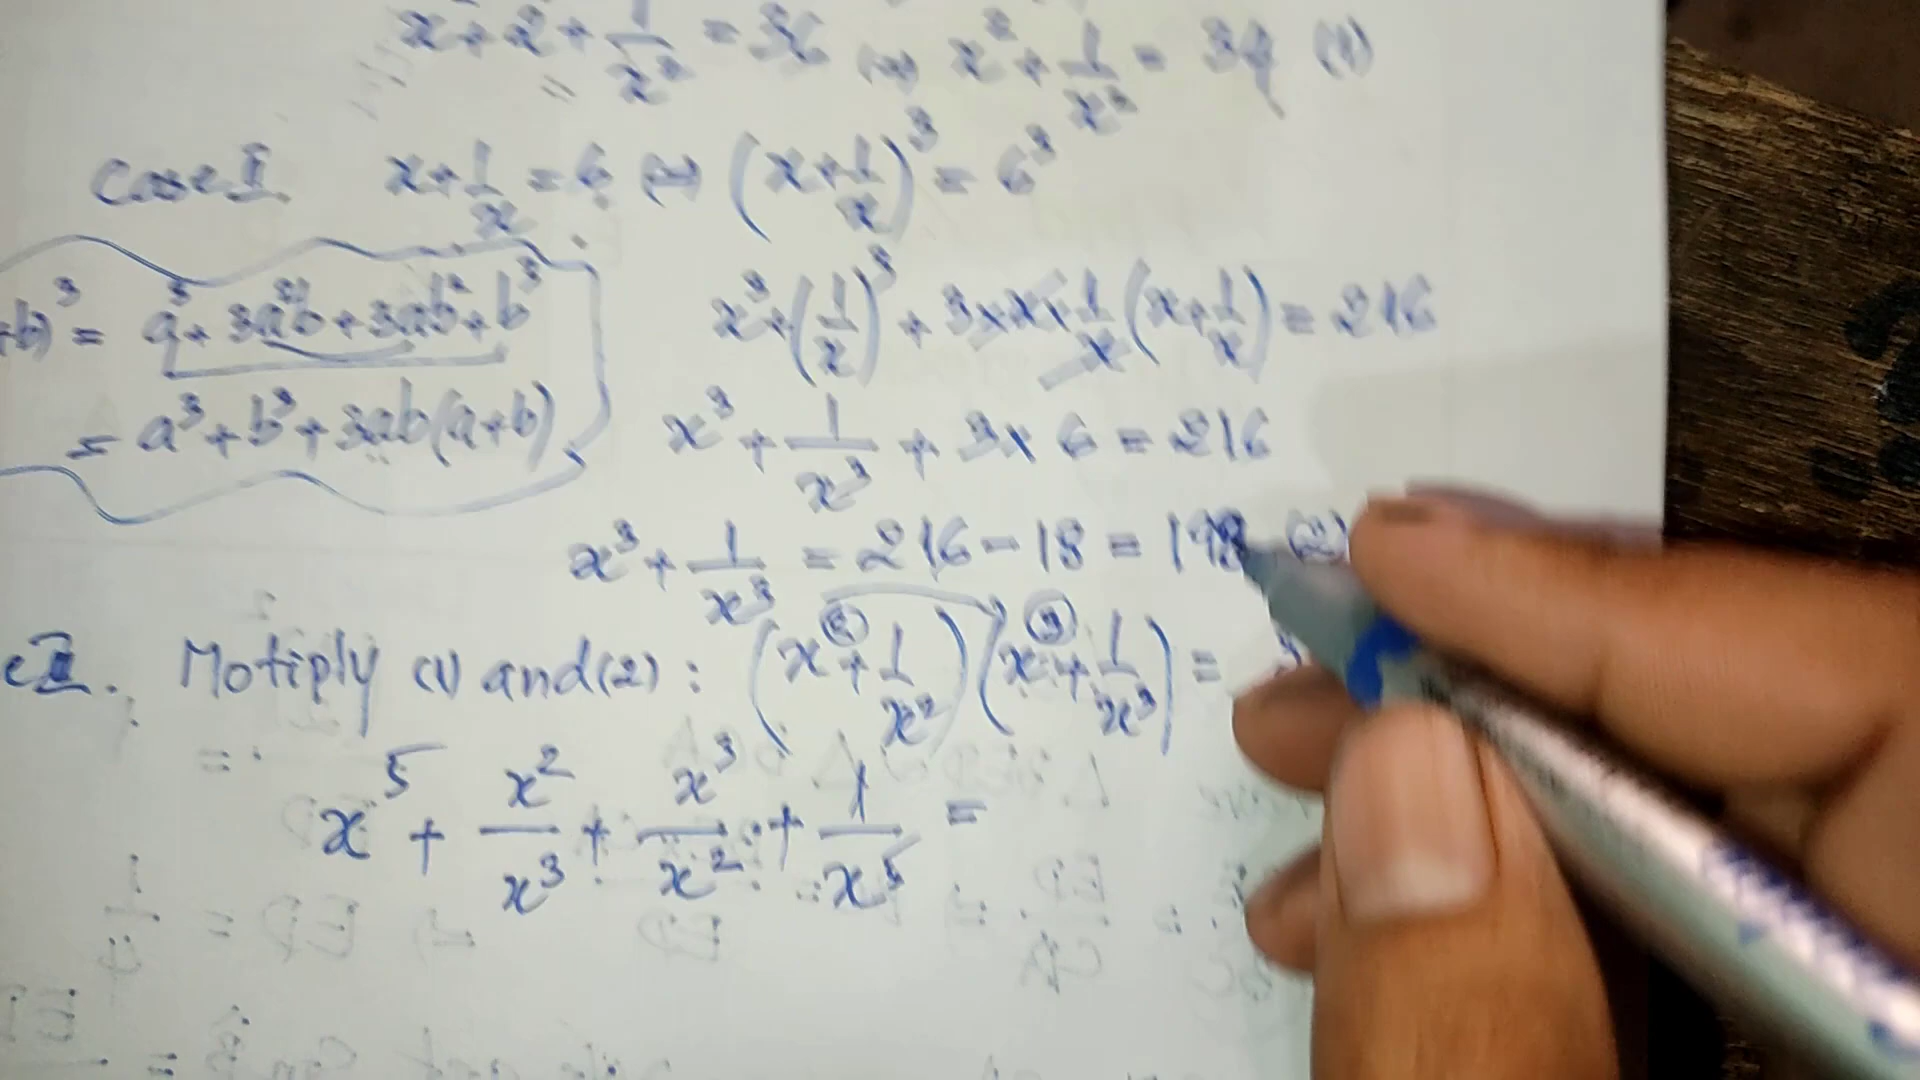 x² + 2 + 1/x² = 36 ⇔ x² + 1/x² = 34 (1)
Case I x + 1/x = 6 ⇔ (x + 1/x)³ = 6³
+b)³ = a³ + 3a²b + 3ab² + b³
x³ + (1/x)³ + 3 × x × 1/x (x + 1/x) = 216
= a³ + b³ + 3ab(a+b)
x³ + 1/x³ + 3 × 6 = 216
x³ + 1/x³ = 216 - 18 = 198 (2)
Motiply (1) and (2) : (x² + 1/x²)(x³ + 1/x³) = 3
x⁵ + x²/x³ + x³/x² + 1/x⁵ =